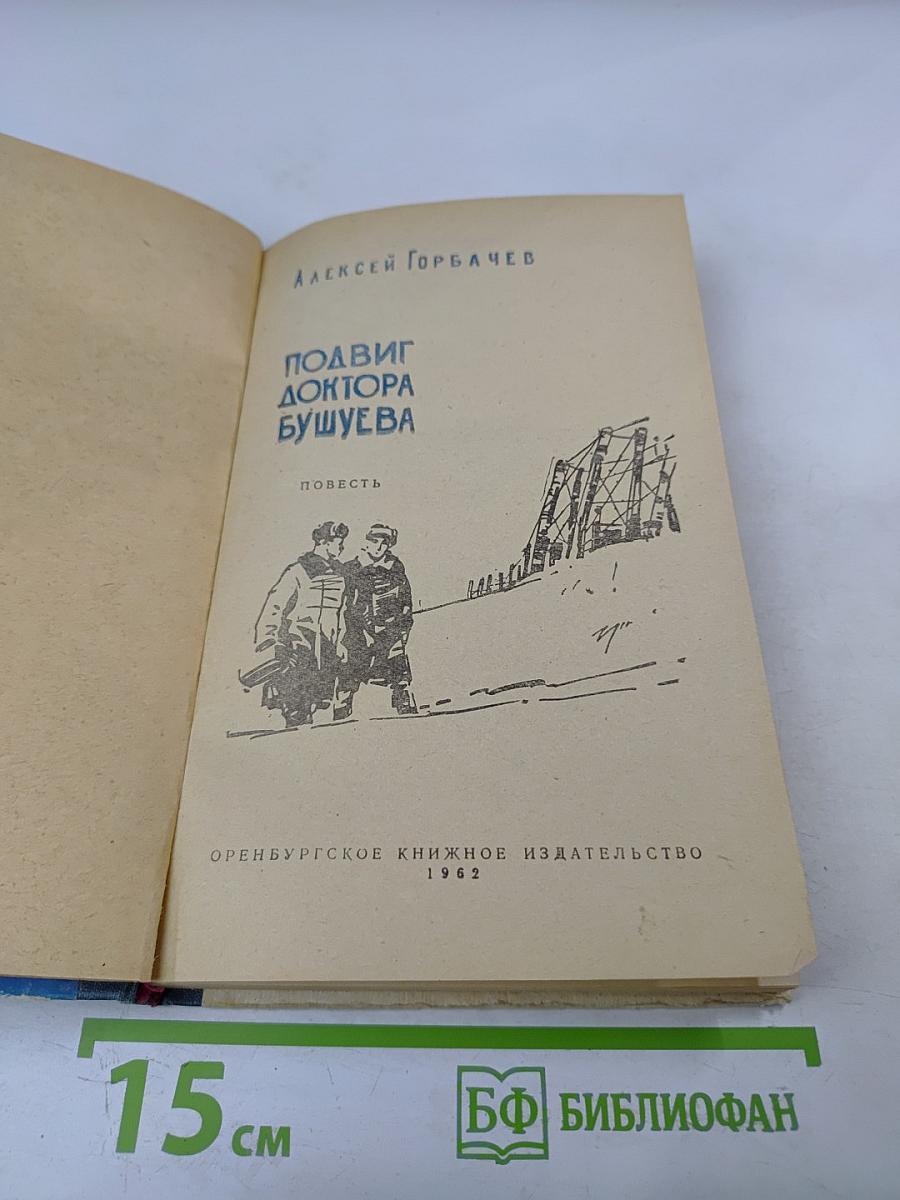 Алексей Горбачев
ПОДВИГ
ДОКТОРА
БУШУЕВА
ПОВЕСТЬ
ОРЕНБУРГСКОЕ КНИЖНОЕ ИЗДАТЕЛЬСТВО
1962
15 см
БФ БИБЛИОФАН